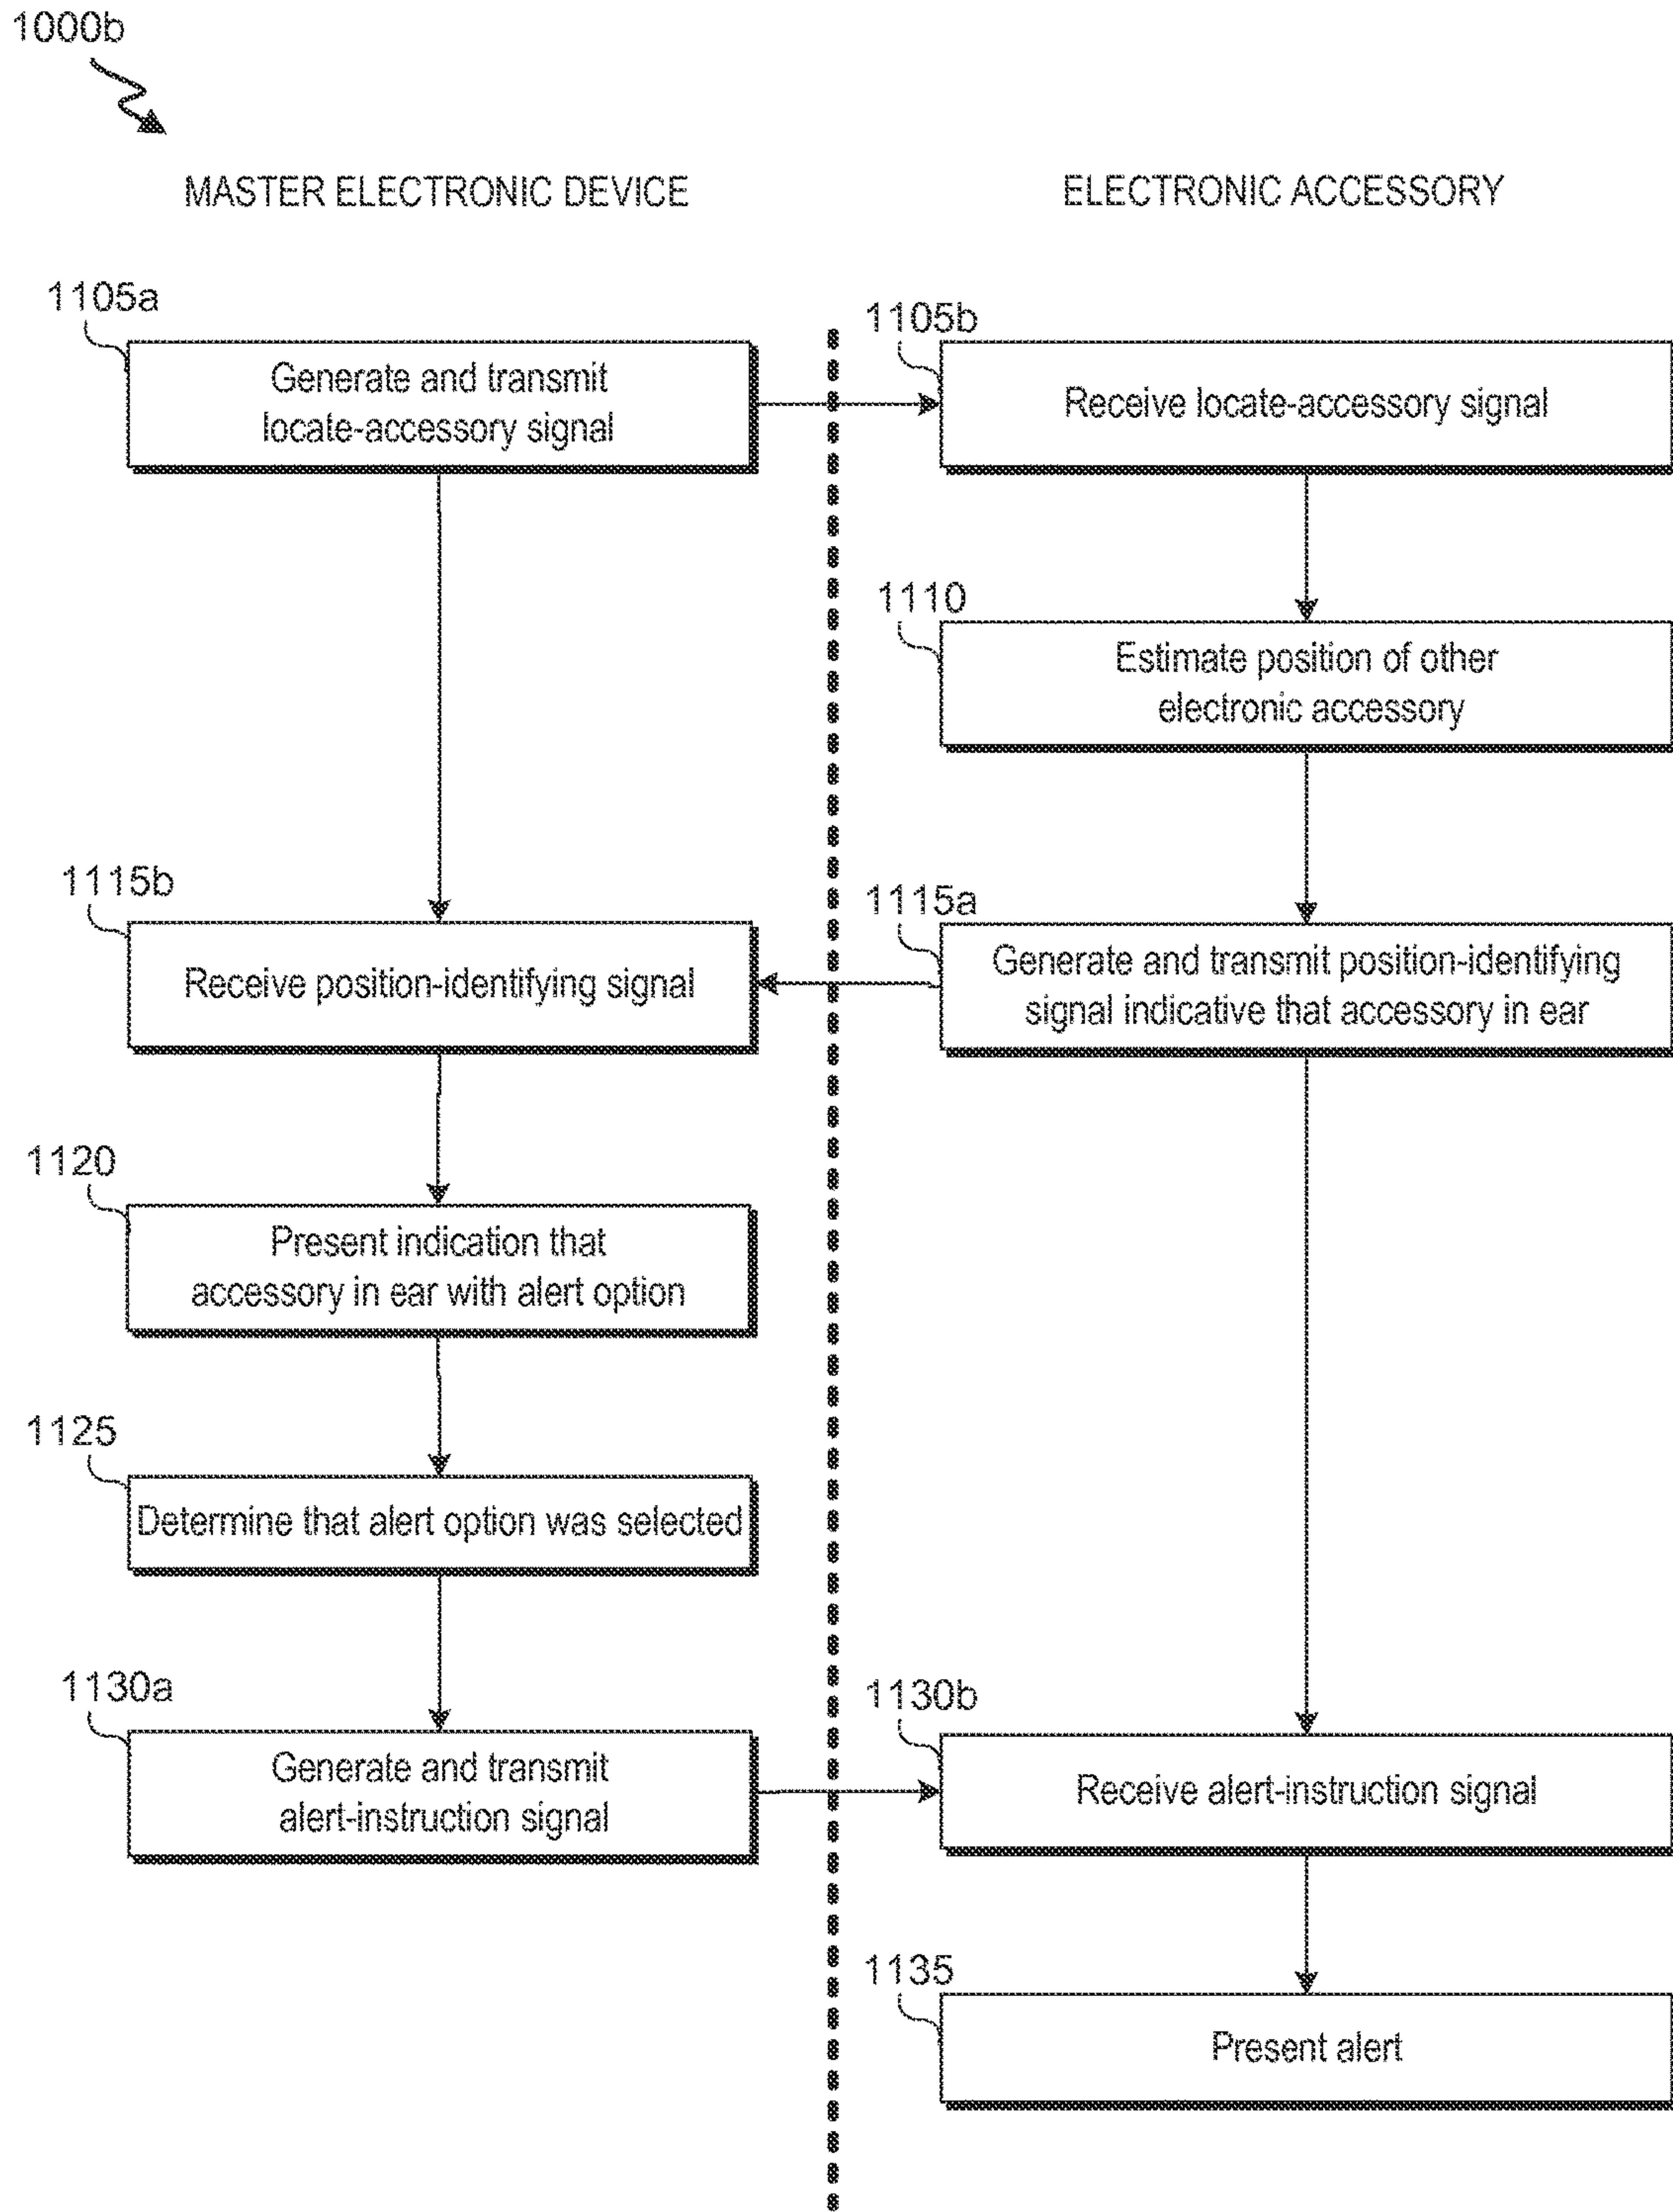 1000b
MASTER ELECTRONIC DEVICE
ELECTRONIC ACCESSORY
1105a
Generate and transmit
locate-accessory signal
1105b
Receive locate-accessory signal
1110
Estimate position of other
electronic accessory
1115b
Receive position-identifying signal
1115a
Generate and transmit position-identifying
signal indicative that accessory in ear
1120
Present indication that
accessory in ear with alert option
1125
Determine that alert option was selected
1130a
Generate and transmit
alert-instruction signal
1130b
Receive alert-instruction signal
1135
Present alert